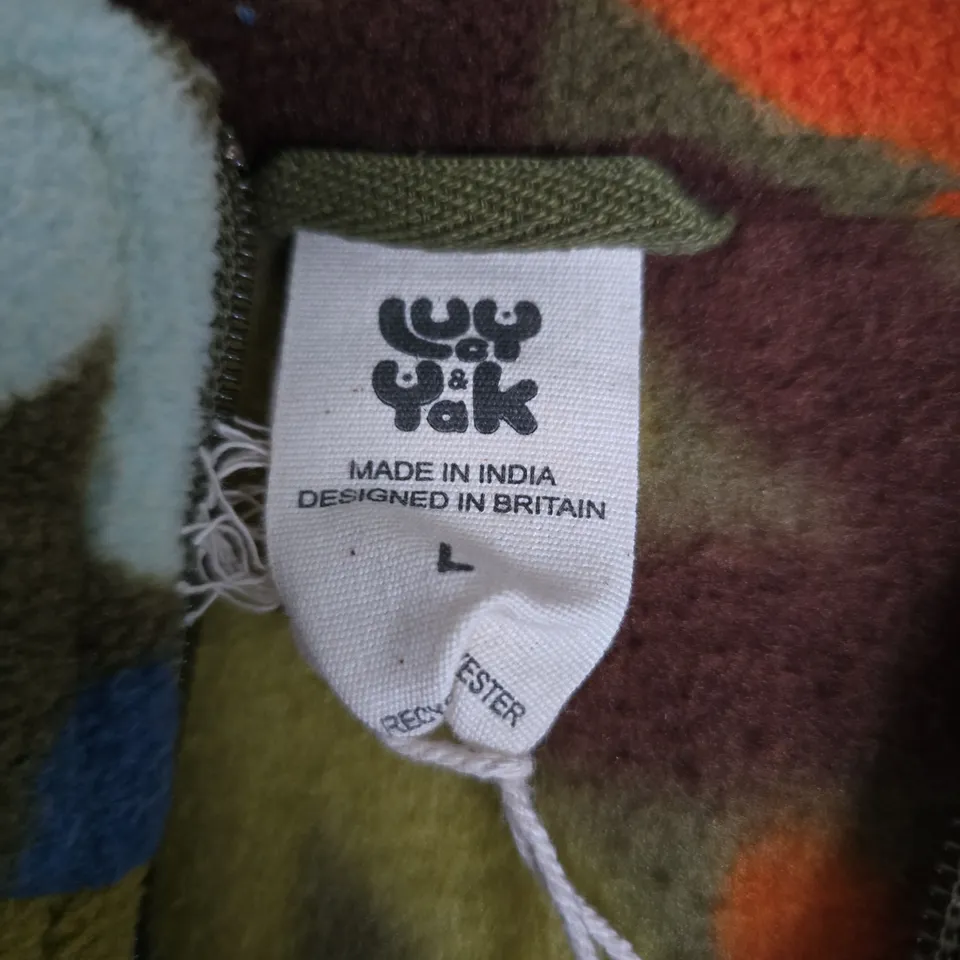 Lucy
&
Yak
MADE IN INDIA
DESIGNED IN BRITAIN
L